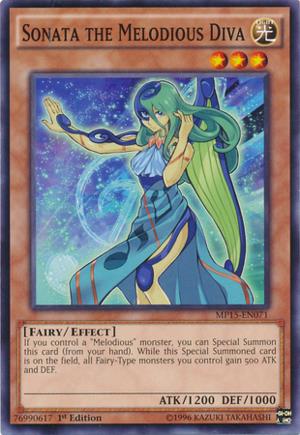 Sonata the Melodious Diva
光
MP15-EN071
[Fairy/Effect]
If you control a "Melodious" monster, you can Special Summon
this card (from your hand). While this Special Summoned card is
on the field, all Fairy-Type monsters you control gain 500 ATK
and DEF.
ATK/1200 DEF/1000
76990617 1st Edition ©1996 KAZUKI TAKAHASHI